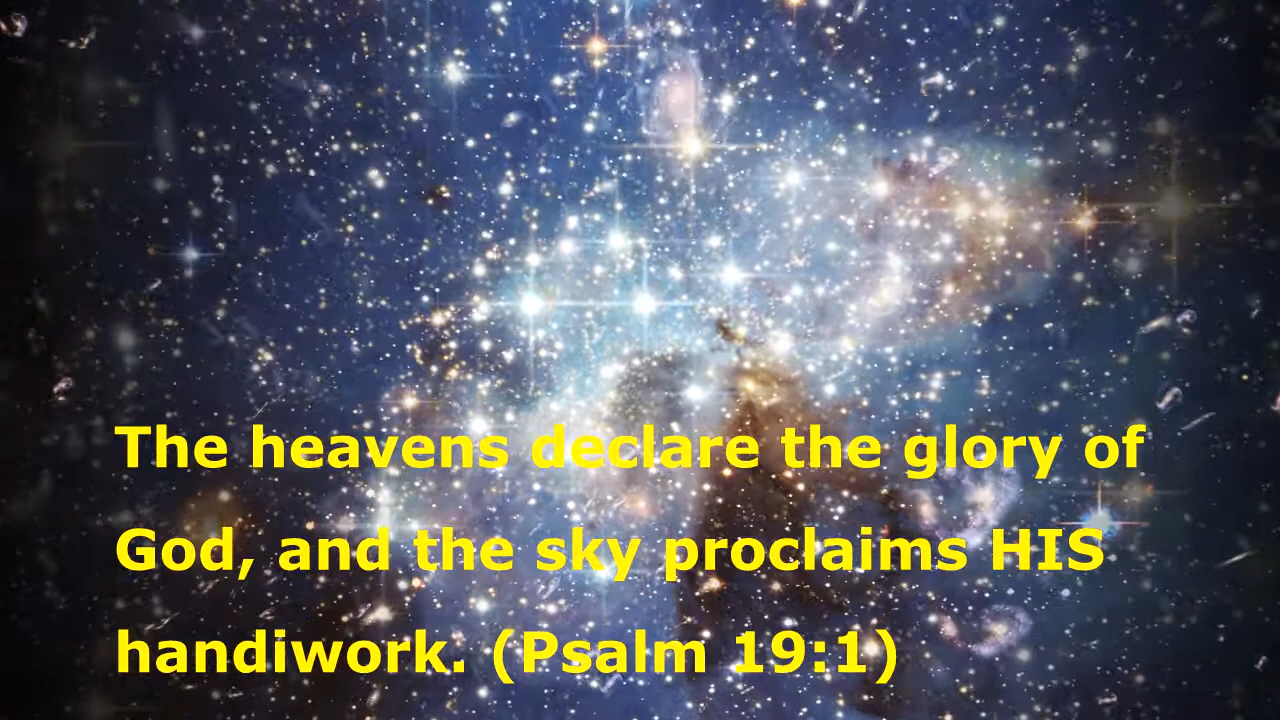 The heavens declare the glory of
God, and the sky proclaims HIS
handiwork. (Psalm 19:1)